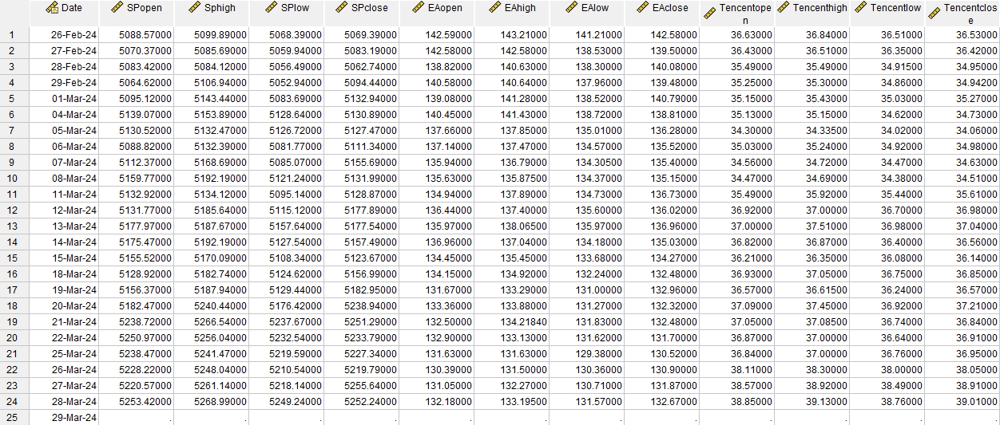 Date SPopen Sphigh SPlow SPclose EAopen EAhigh EAlow EAclose Tencentopen Tencenthigh Tencentlow Tencentclose
1 26-Feb-24 5088.57000 5099.89000 5068.39000 5069.39000 142.59000 143.21000 141.21000 142.58000 36.63000 36.84000 36.51000 36.53000
2 27-Feb-24 5070.37000 5085.69000 5059.94000 5083.19000 142.58000 142.58000 138.53000 139.50000 36.43000 36.51000 36.35000 36.42000
3 28-Feb-24 5083.42000 5084.12000 5056.49000 5062.74000 138.82000 140.63000 138.30000 140.08000 35.49000 35.49000 34.91500 34.95000
4 29-Feb-24 5064.62000 5106.94000 5052.94000 5094.44000 140.58000 140.64000 137.96000 139.48000 35.25000 35.30000 34.86000 34.94200
5 01-Mar-24 5095.12000 5143.44000 5083.69000 5132.94000 139.08000 141.28000 138.52000 140.79000 35.15000 35.43000 35.03000 35.27000
6 04-Mar-24 5139.07000 5153.89000 5128.64000 5130.89000 140.45000 141.43000 138.72000 138.81000 35.13000 35.15000 34.62000 34.73000
7 05-Mar-24 5130.52000 5132.47000 5126.72000 5127.47000 137.66000 137.85000 135.01000 136.28000 34.30000 34.33500 34.02000 34.06000
8 06-Mar-24 5088.82000 5132.39000 5081.77000 5111.34000 137.14000 137.47000 134.57000 135.52000 35.03000 35.24000 34.92000 34.98000
9 07-Mar-24 5112.37000 5168.69000 5085.07000 5155.69000 135.94000 136.79000 134.30500 135.40000 34.56000 34.72000 34.47000 34.63000
10 08-Mar-24 5159.77000 5192.19000 5121.24000 5131.99000 135.63000 135.87500 134.37000 135.15000 34.47000 34.69000 34.38000 34.51000
11 11-Mar-24 5132.92000 5134.12000 5095.14000 5128.87000 134.94000 137.89000 134.73000 136.73000 35.49000 35.92000 35.44000 35.61000
12 12-Mar-24 5131.77000 5185.64000 5115.12000 5177.89000 136.44000 137.40000 135.60000 136.02000 36.92000 37.00000 36.70000 36.98000
13 13-Mar-24 5177.97000 5187.67000 5157.64000 5177.54000 135.97000 138.06500 135.97000 136.96000 37.00000 37.51000 36.98000 37.04000
14 14-Mar-24 5175.47000 5192.19000 5127.54000 5157.49000 136.96000 137.04000 134.18000 135.03000 36.82000 36.87000 36.40000 36.56000
15 15-Mar-24 5155.52000 5170.09000 5108.34000 5123.67000 134.45000 135.45000 133.68000 134.27000 36.21000 36.35000 36.08000 36.14000
16 18-Mar-24 5128.92000 5182.74000 5124.62000 5156.99000 134.15000 134.92000 132.24000 132.48000 36.93000 37.05000 36.75000 36.85000
17 19-Mar-24 5156.37000 5187.94000 5129.44000 5182.95000 131.67000 133.29000 131.00000 132.96000 36.57000 36.61500 36.24000 36.57000
18 20-Mar-24 5182.47000 5240.44000 5176.42000 5238.94000 133.36000 133.88000 131.27000 132.32000 37.09000 37.45000 36.92000 37.21000
19 21-Mar-24 5238.72000 5266.54000 5237.67000 5251.29000 132.50000 134.21840 131.83000 132.48000 37.05000 37.08500 36.74000 36.84000
20 22-Mar-24 5250.97000 5256.04000 5232.54000 5233.79000 132.90000 133.13000 131.62000 131.70000 36.87000 37.00000 36.64000 36.91000
21 25-Mar-24 5238.47000 5241.47000 5219.59000 5227.34000 131.63000 131.63000 129.38000 130.52000 36.84000 37.00000 36.76000 36.95000
22 26-Mar-24 5228.22000 5248.04000 5210.54000 5219.79000 130.39000 131.50000 130.36000 130.90000 38.11000 38.30000 38.00000 38.05000
23 27-Mar-24 5220.57000 5261.14000 5218.14000 5255.64000 131.05000 132.27000 130.71000 131.87000 38.57000 38.92000 38.49000 38.91000
24 28-Mar-24 5253.42000 5268.99000 5249.24000 5252.24000 132.18000 133.19500 131.57000 132.67000 38.85000 39.13000 38.76000 39.01000
25 29-Mar-24 . . . . . . . . . . . .